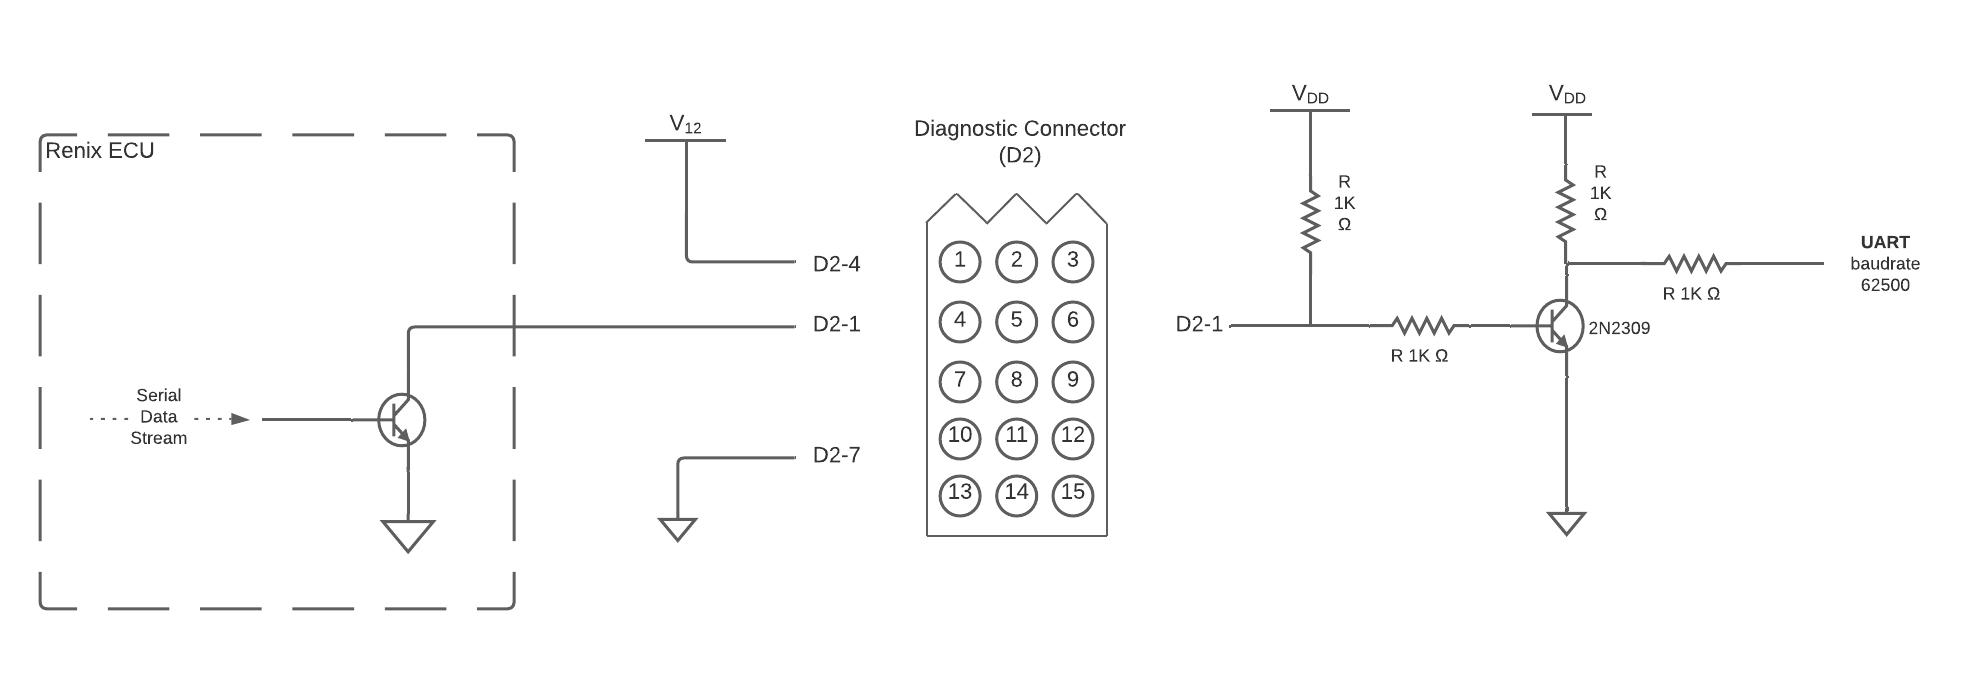 Renix ECU
Serial
Data
Stream
V12
D2-4
D2-1
D2-7
Diagnostic Connector
(D2)
1 2 3
4 5 6
7 8 9
10 11 12
13 14 15
VDD
R
1K
Ω
D2-1
R 1K Ω
VDD
R
1K
Ω
2N2309
R 1K Ω
UART
baudrate
62500